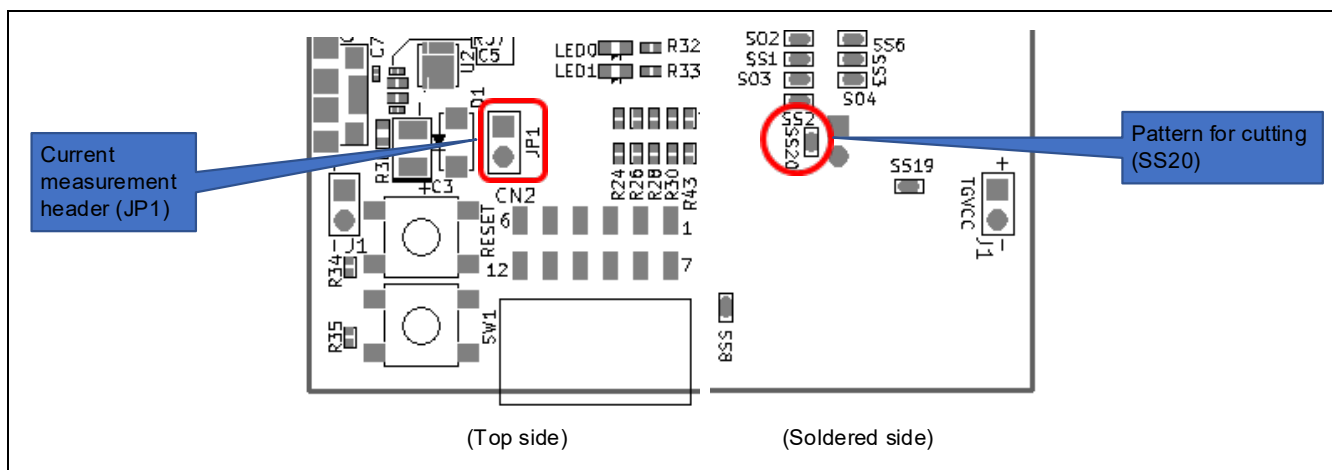 Current
measurement
header (JP1)
C7
C5
U2
D1
LED0
R32
LED1
R33
JP1
+C3
CN2
R24
R26
R28
R30
R43
6
1
12
7
RESET
J1
-
R34
R35
SW1
(Top side)
SO2
SS6
SS1
SS3
SO3
SO4
SS2
SS20
SS19
+
TGVCC
J1
-
SS8
(Soldered side)
Pattern for cutting
(SS20)